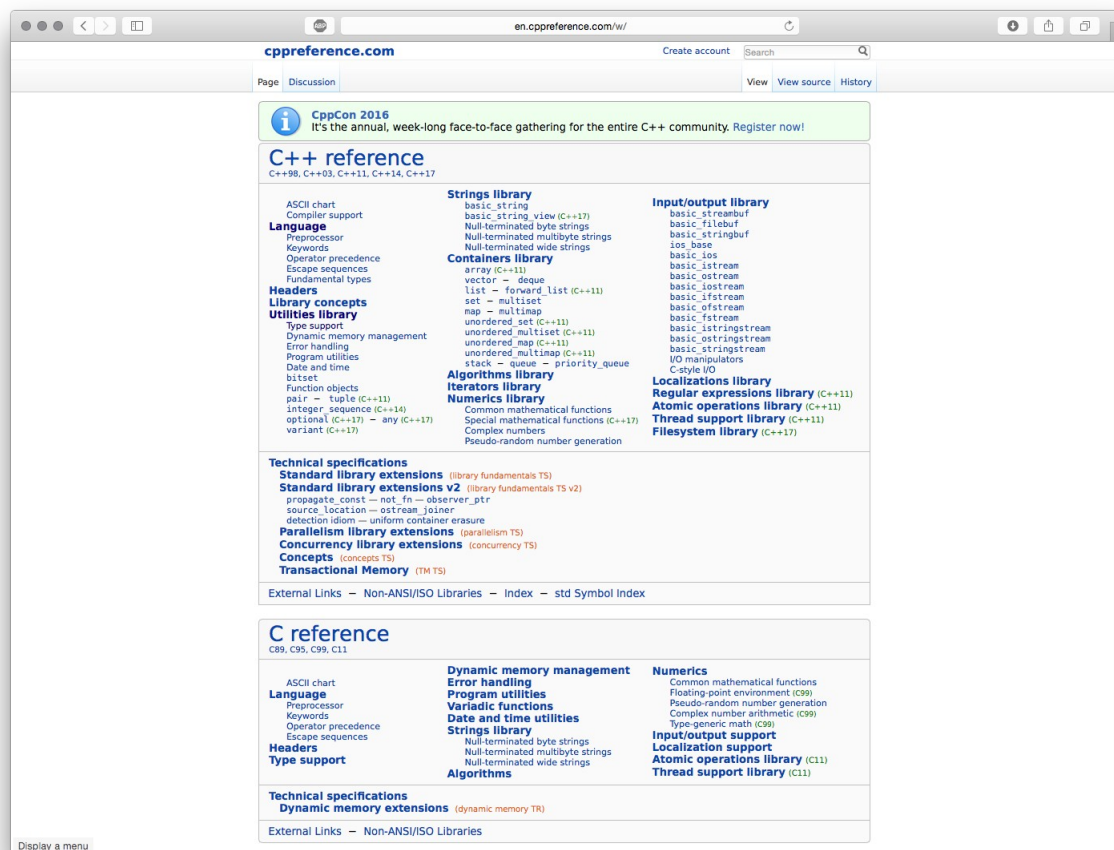 ABP
en.cppreference.com/w/
cppreference.com
Create account
Search
Page Discussion
View View source History
CppCon 2016
It's the annual, week-long face-to-face gathering for the entire C++ community. Register now!
C++ reference
C++98, C++03, C++11, C++14, C++17
ASCII chart
Compiler support
Language
Preprocessor
Keywords
Operator precedence
Escape sequences
Fundamental types
Headers
Library concepts
Utilities library
Type support
Dynamic memory management
Error handling
Program utilities
Date and time
bitset
Function objects
pair − tuple (C++11)
integer_sequence (C++14)
optional (C++17) − any (C++17)
variant (C++17)
Strings library
basic_string
basic_string_view (C++17)
Null-terminated byte strings
Null-terminated multibyte strings
Null-terminated wide strings
Containers library
array (C++11)
vector − deque
list − forward_list (C++11)
set − multiset
map − multimap
unordered_set (C++11)
unordered_multiset (C++11)
unordered_map (C++11)
unordered_multimap (C++11)
stack − queue − priority_queue
Algorithms library
Iterators library
Numerics library
Common mathematical functions
Special mathematical functions (C++17)
Complex numbers
Pseudo-random number generation
Input/output library
basic_streambuf
basic_filebuf
basic_stringbuf
ios_base
basic_ios
basic_istream
basic_ostream
basic_iostream
basic_ifstream
basic_ofstream
basic_fstream
basic_istringstream
basic_ostringstream
basic_stringstream
I/O manipulators
C-style I/O
Localizations library
Regular expressions library (C++11)
Atomic operations library (C++11)
Thread support library (C++11)
Filesystem library (C++17)
Technical specifications
Standard library extensions (library fundamentals TS)
Standard library extensions v2 (library fundamentals TS v2)
propagate_const — not_fn — observer_ptr
source_location — ostream_joiner
detection idiom — uniform container erasure
Parallelism library extensions (parallelism TS)
Concurrency library extensions (concurrency TS)
Concepts (concepts TS)
Transactional Memory (TM TS)
External Links − Non-ANSI/ISO Libraries − Index − std Symbol Index
C reference
C89, C95, C99, C11
ASCII chart
Language
Preprocessor
Keywords
Operator precedence
Escape sequences
Headers
Type support
Dynamic memory management
Error handling
Program utilities
Variadic functions
Date and time utilities
Strings library
Null-terminated byte strings
Null-terminated multibyte strings
Null-terminated wide strings
Algorithms
Numerics
Common mathematical functions
Floating-point environment (C99)
Pseudo-random number generation
Complex number arithmetic (C99)
Type-generic math (C99)
Input/output support
Localization support
Atomic operations library (C11)
Thread support library (C11)
Technical specifications
Dynamic memory extensions (dynamic memory TR)
External Links − Non-ANSI/ISO Libraries
Display a menu